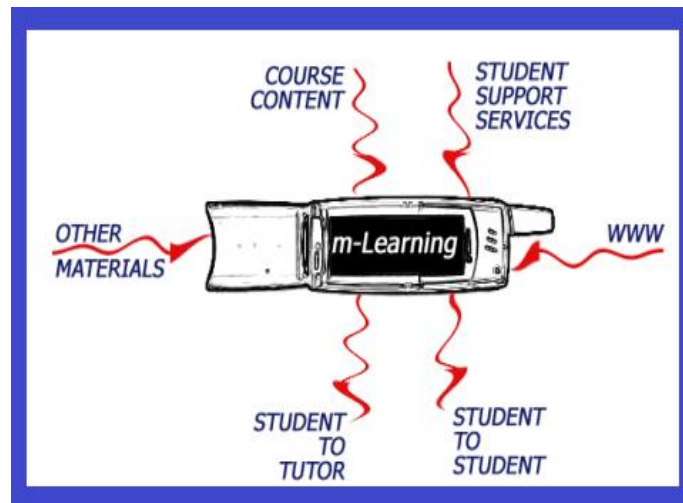 COURSE
CONTENT
STUDENT
SUPPORT
SERVICES
OTHER
MATERIALS
m-Learning
WWW
STUDENT
TO
TUTOR
STUDENT
TO
STUDENT